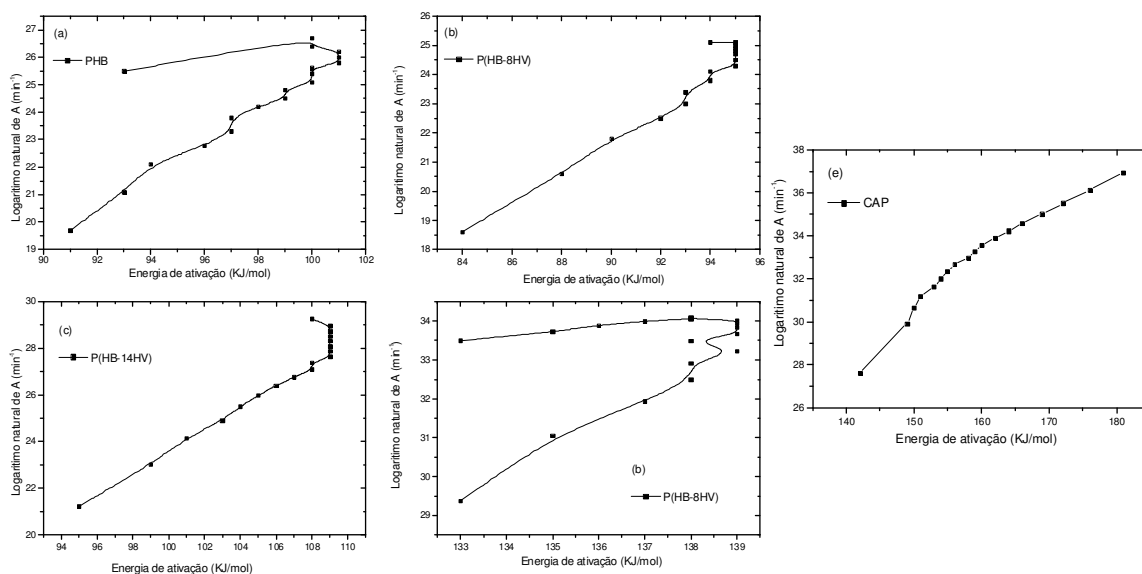 (a)
PHB
Logaritimo natural de A (min⁻¹)
27
26
25
24
23
22
21
20
19
90 92 94 96 98 100 102
Energia de ativação (KJ/mol)
(b)
P(HB-8HV)
Logaritimo natural de A (min⁻¹)
26
25
24
23
22
21
20
19
18
84 86 88 90 92 94 96
Energia de ativação (KJ/mol)
(e)
CAP
Logaritimo natural de A (min⁻¹)
38
36
34
32
30
28
26
140 150 160 170 180
Energia de ativação (KJ/mol)
(c)
P(HB-14HV)
Logaritimo natural de A (min⁻¹)
30
28
26
24
22
20
94 96 98 100 102 104 106 108 110
Energia de ativação (KJ/mol)
(b)
P(HB-8HV)
Logaritimo natural de A (min⁻¹)
34
33
32
31
30
29
28
133 134 135 136 136 137 138 139
Energia de ativação (KJ/mol)